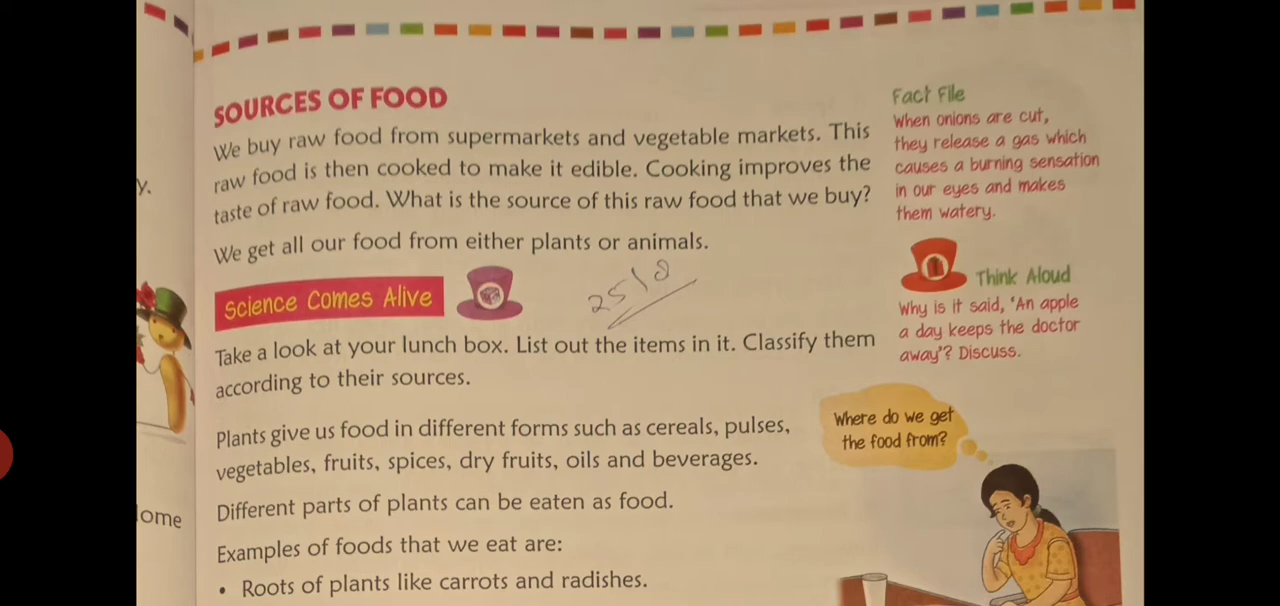 SOURCES OF FOOD
We buy raw food from supermarkets and vegetable markets. This
raw food is then cooked to make it edible. Cooking improves the
taste of raw food. What is the source of this raw food that we buy?
We get all our food from either plants or animals.
Science Comes Alive
25/8
Take a look at your lunch box. List out the items in it. Classify them
according to their sources.
Plants give us food in different forms such as cereals, pulses,
vegetables, fruits, spices, dry fruits, oils and beverages.
Different parts of plants can be eaten as food.
Examples of foods that we eat are:
• Roots of plants like carrots and radishes.
Fact File
When onions are cut,
they release a gas which
causes a burning sensation
in our eyes and makes
them watery.
Think Aloud
Why is it said, 'An apple
a day keeps the doctor
away'? Discuss.
Where do we get
the food from?
y.
ome